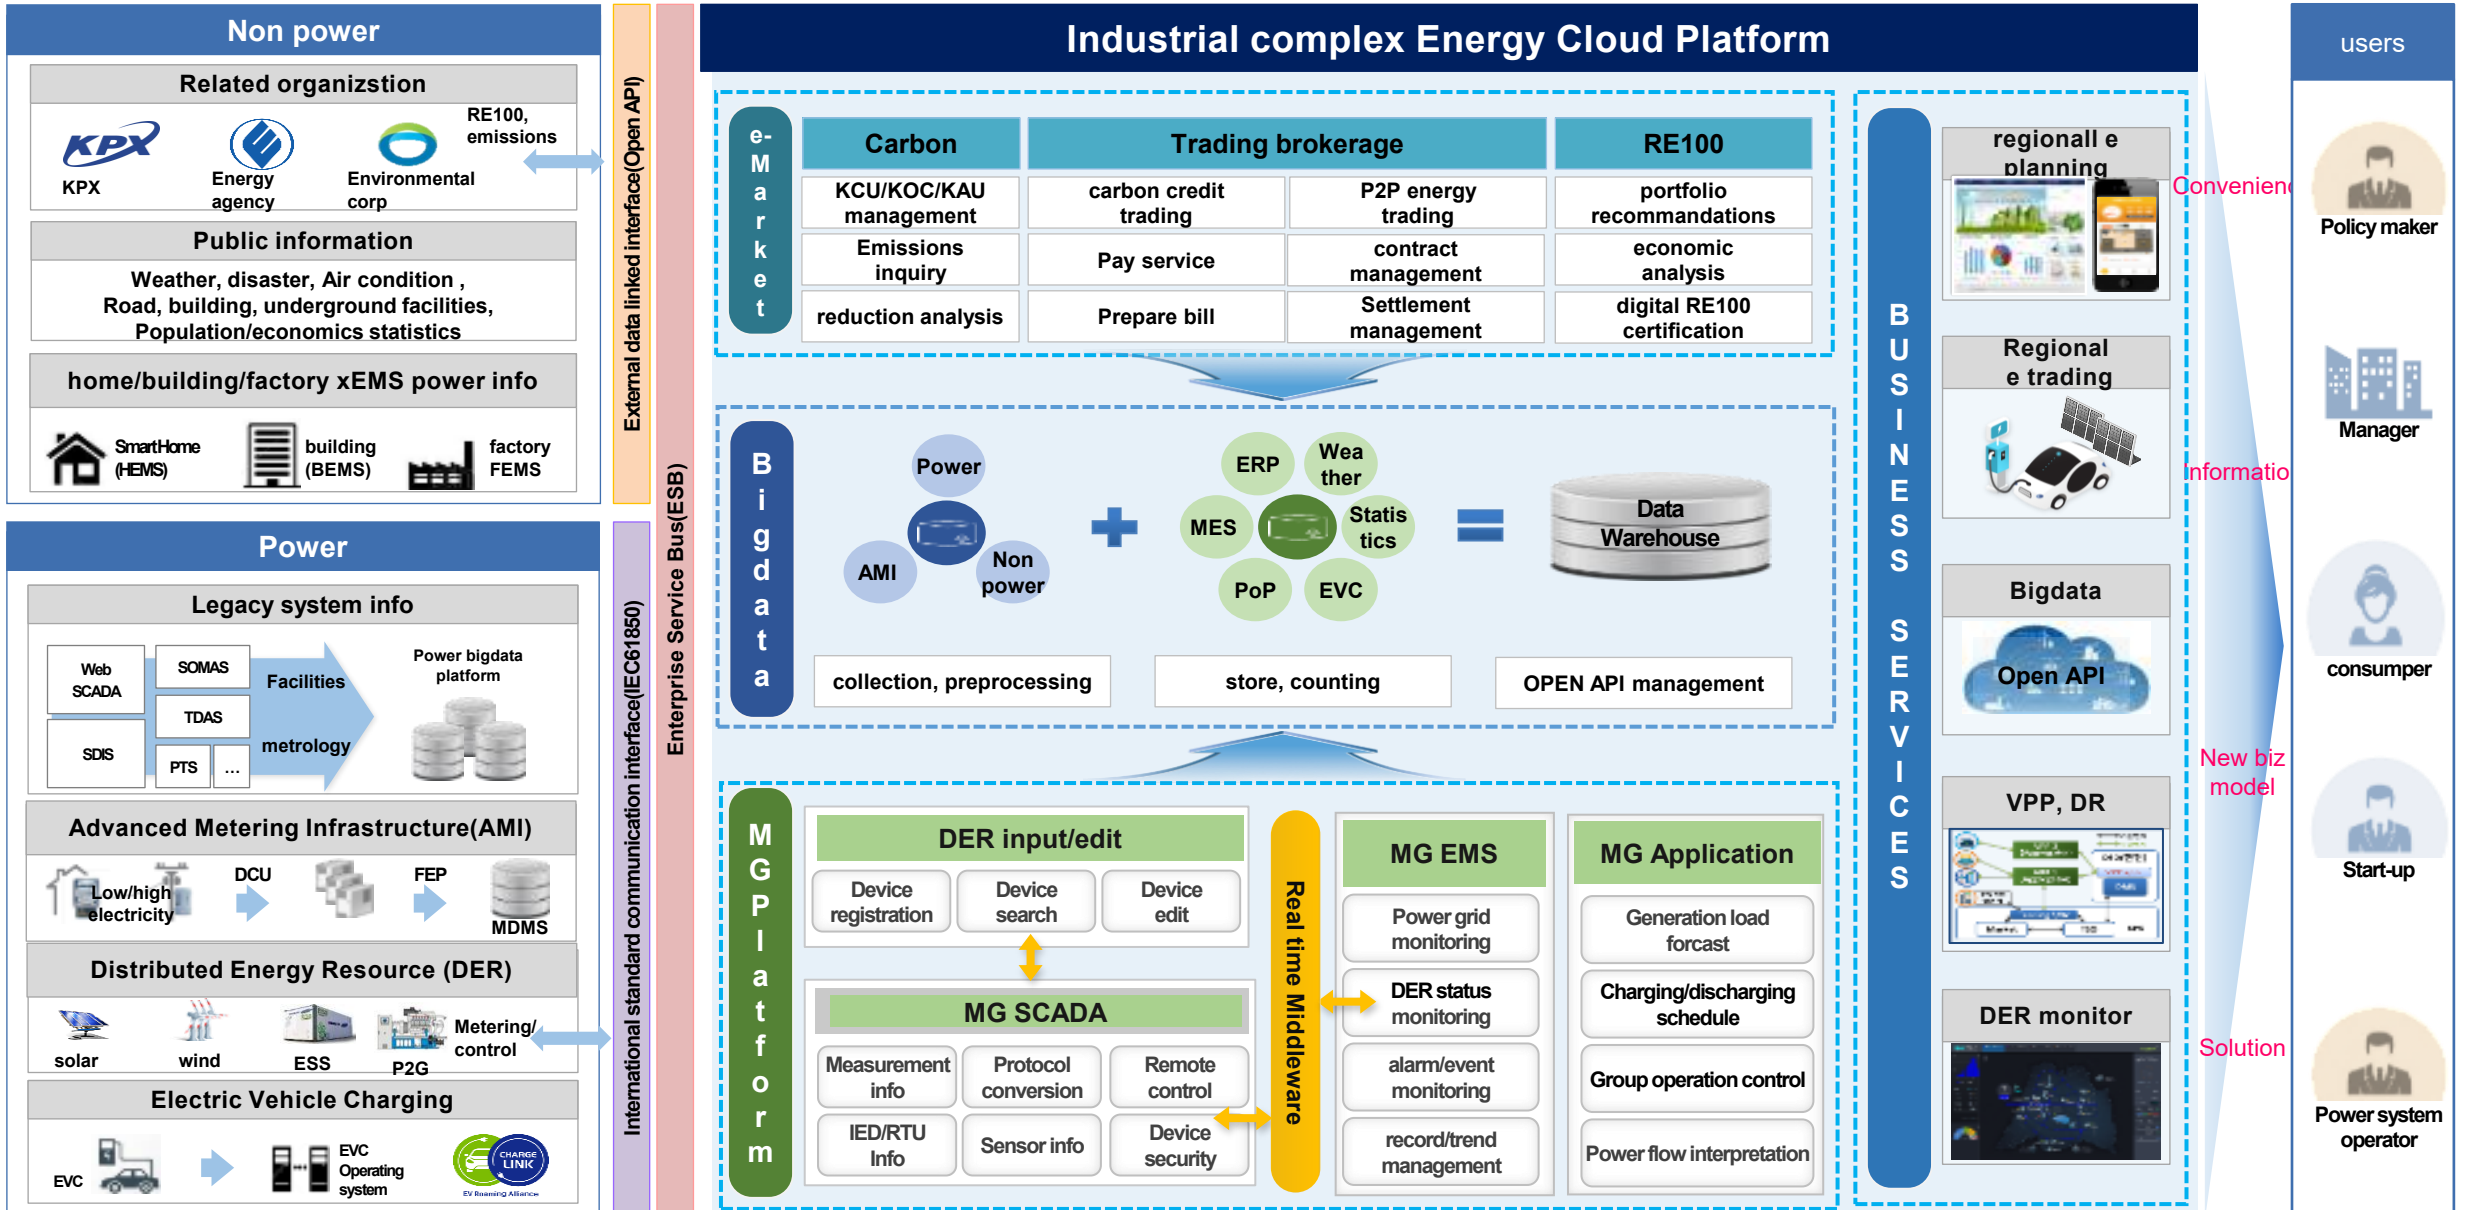 Non power
Related organizstion
KPX
KPX
Energy
agency
Environmental
corp
RE100,
emissions
Public information
Weather, disaster, Air condition ,
Road, building, underground facilities,
Population/economics statistics
home/building/factory xEMS power info
SmartHome
(HEMS)
building
(BEMS)
factory
FEMS
Power
Legacy system info
Web
SCADA
SDIS
SOMAS
TDAS
PTS
...
Facilities
metrology
Power bigdata
platform
Advanced Metering Infrastructure(AMI)
Low/high
electricity
DCU
FEP
MDMS
Distributed Energy Resource (DER)
solar
wind
ESS
P2G
Metering/
control
Electric Vehicle Charging
EVC
EVC
Operating
system
CHARGE
LINK
EV Roaming Alliance
External data linked interface(Open API)
International standard communication interface(IEC61850)
Enterprise Service Bus(ESB)
Industrial complex Energy Cloud Platform
e-Market
Carbon
Trading brokerage
RE100
KCU/KOC/KAU
management
carbon credit
trading
P2P energy
trading
portfolio
recommandations
Emissions
inquiry
Pay service
contract
management
economic
analysis
reduction analysis
Prepare bill
Settlement
management
digital RE100
certification
Bigdata
Power
AMI
Non
power
ERP
Wea
ther
MES
Statis
tics
PoP
EVC
Data
Warehouse
collection, preprocessing
store, counting
OPEN API management
MGPlatform
DER input/edit
Device
registration
Device
search
Device
edit
MG SCADA
Measurement
info
Protocol
conversion
Remote
control
IED/RTU
Info
Sensor info
Device
security
Real time Middleware
MG EMS
Power grid
monitoring
DER status
monitoring
alarm/event
monitoring
record/trend
management
MG Application
Generation load
forcast
Charging/discharging
schedule
Group operation control
Power flow interpretation
BUSINESS SERVICES
regionall e
planning
Regional
e trading
Bigdata
Open API
VPP, DR
DER monitor
Convenienc
Informatio
New biz
model
Solution
users
Policy maker
Manager
consumper
Start-up
Power system
operator